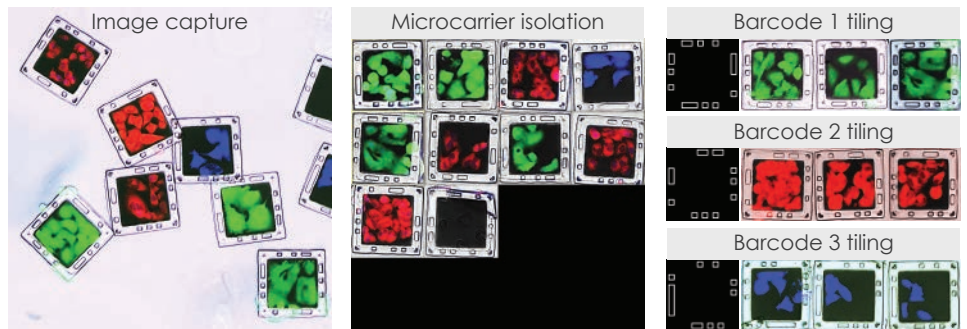 Image capture
Microcarrier isolation
Barcode 1 tiling
Barcode 2 tiling
Barcode 3 tiling